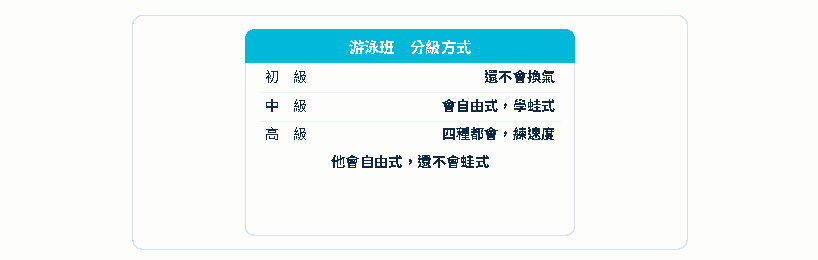 游泳班　分級方式
初　級　還不會換氣
中　級　會自由式，學蛙式
高　級　四種都會，練速度
他會自由式，還不會蛙式